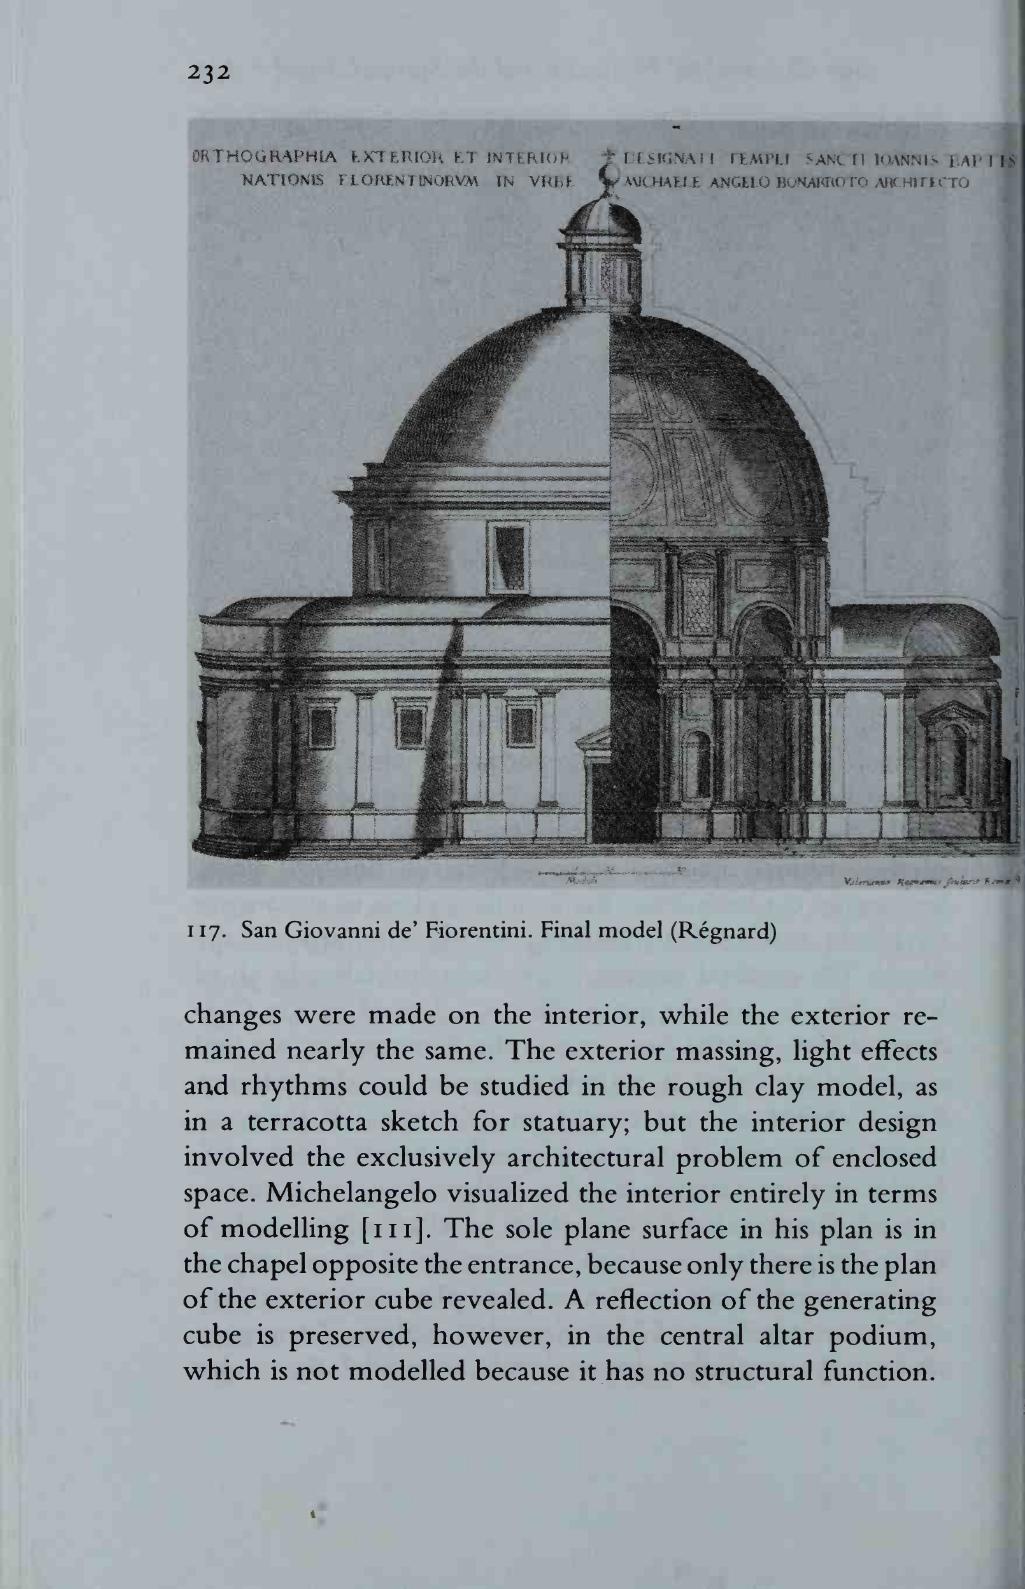 232
ORTHOGRAPHIA EXTERIOR ET INTERIOR DESIGNATI TEMPLI SANCTI IOANNIS BAPTIS
NATIONIS FLORENTINORVM IN VRBE MICHAELE ANGELO BONAROTO ARCHITECTO
Moduli
Valerianus Regnartius sculpsit Romae
117. San Giovanni de’ Fiorentini. Final model (Régnard)
changes were made on the interior, while the exterior re-
mained nearly the same. The exterior massing, light effects
and rhythms could be studied in the rough clay model, as
in a terracotta sketch for statuary; but the interior design
involved the exclusively architectural problem of enclosed
space. Michelangelo visualized the interior entirely in terms
of modelling [111]. The sole plane surface in his plan is in
the chapel opposite the entrance, because only there is the plan
of the exterior cube revealed. A reflection of the generating
cube is preserved, however, in the central altar podium,
which is not modelled because it has no structural function.